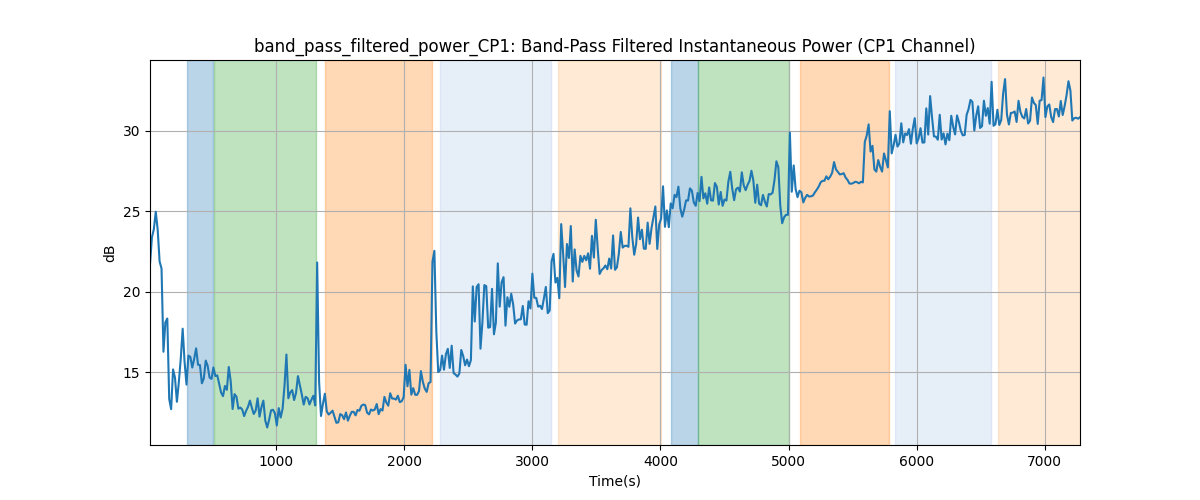 band_pass_filtered_power_CP1: Band-Pass Filtered Instantaneous Power (CP1 Channel)
30
25
20
15
dB
1000 2000 3000 4000 5000 6000 7000
Time(s)